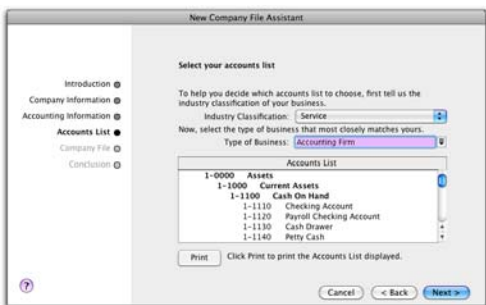 New Company File Assistant
Introduction
Company Information
Accounting Information
Accounts List
Company File
Conclusion
Select your accounts list
To help you decide which accounts list to choose, first tell us the
industry classification of your business.
Industry Classification: Service
Now, select the type of business that most closely matches yours.
Type of Business: Accounting Firm
Accounts List
1-0000 Assets
1-1000 Current Assets
1-1100 Cash On Hand
1-1110 Checking Account
1-1120 Payroll Checking Account
1-1130 Cash Drawer
1-1140 Petty Cash
Print Click Print to print the Accounts List displayed.
? Cancel < Back Next >